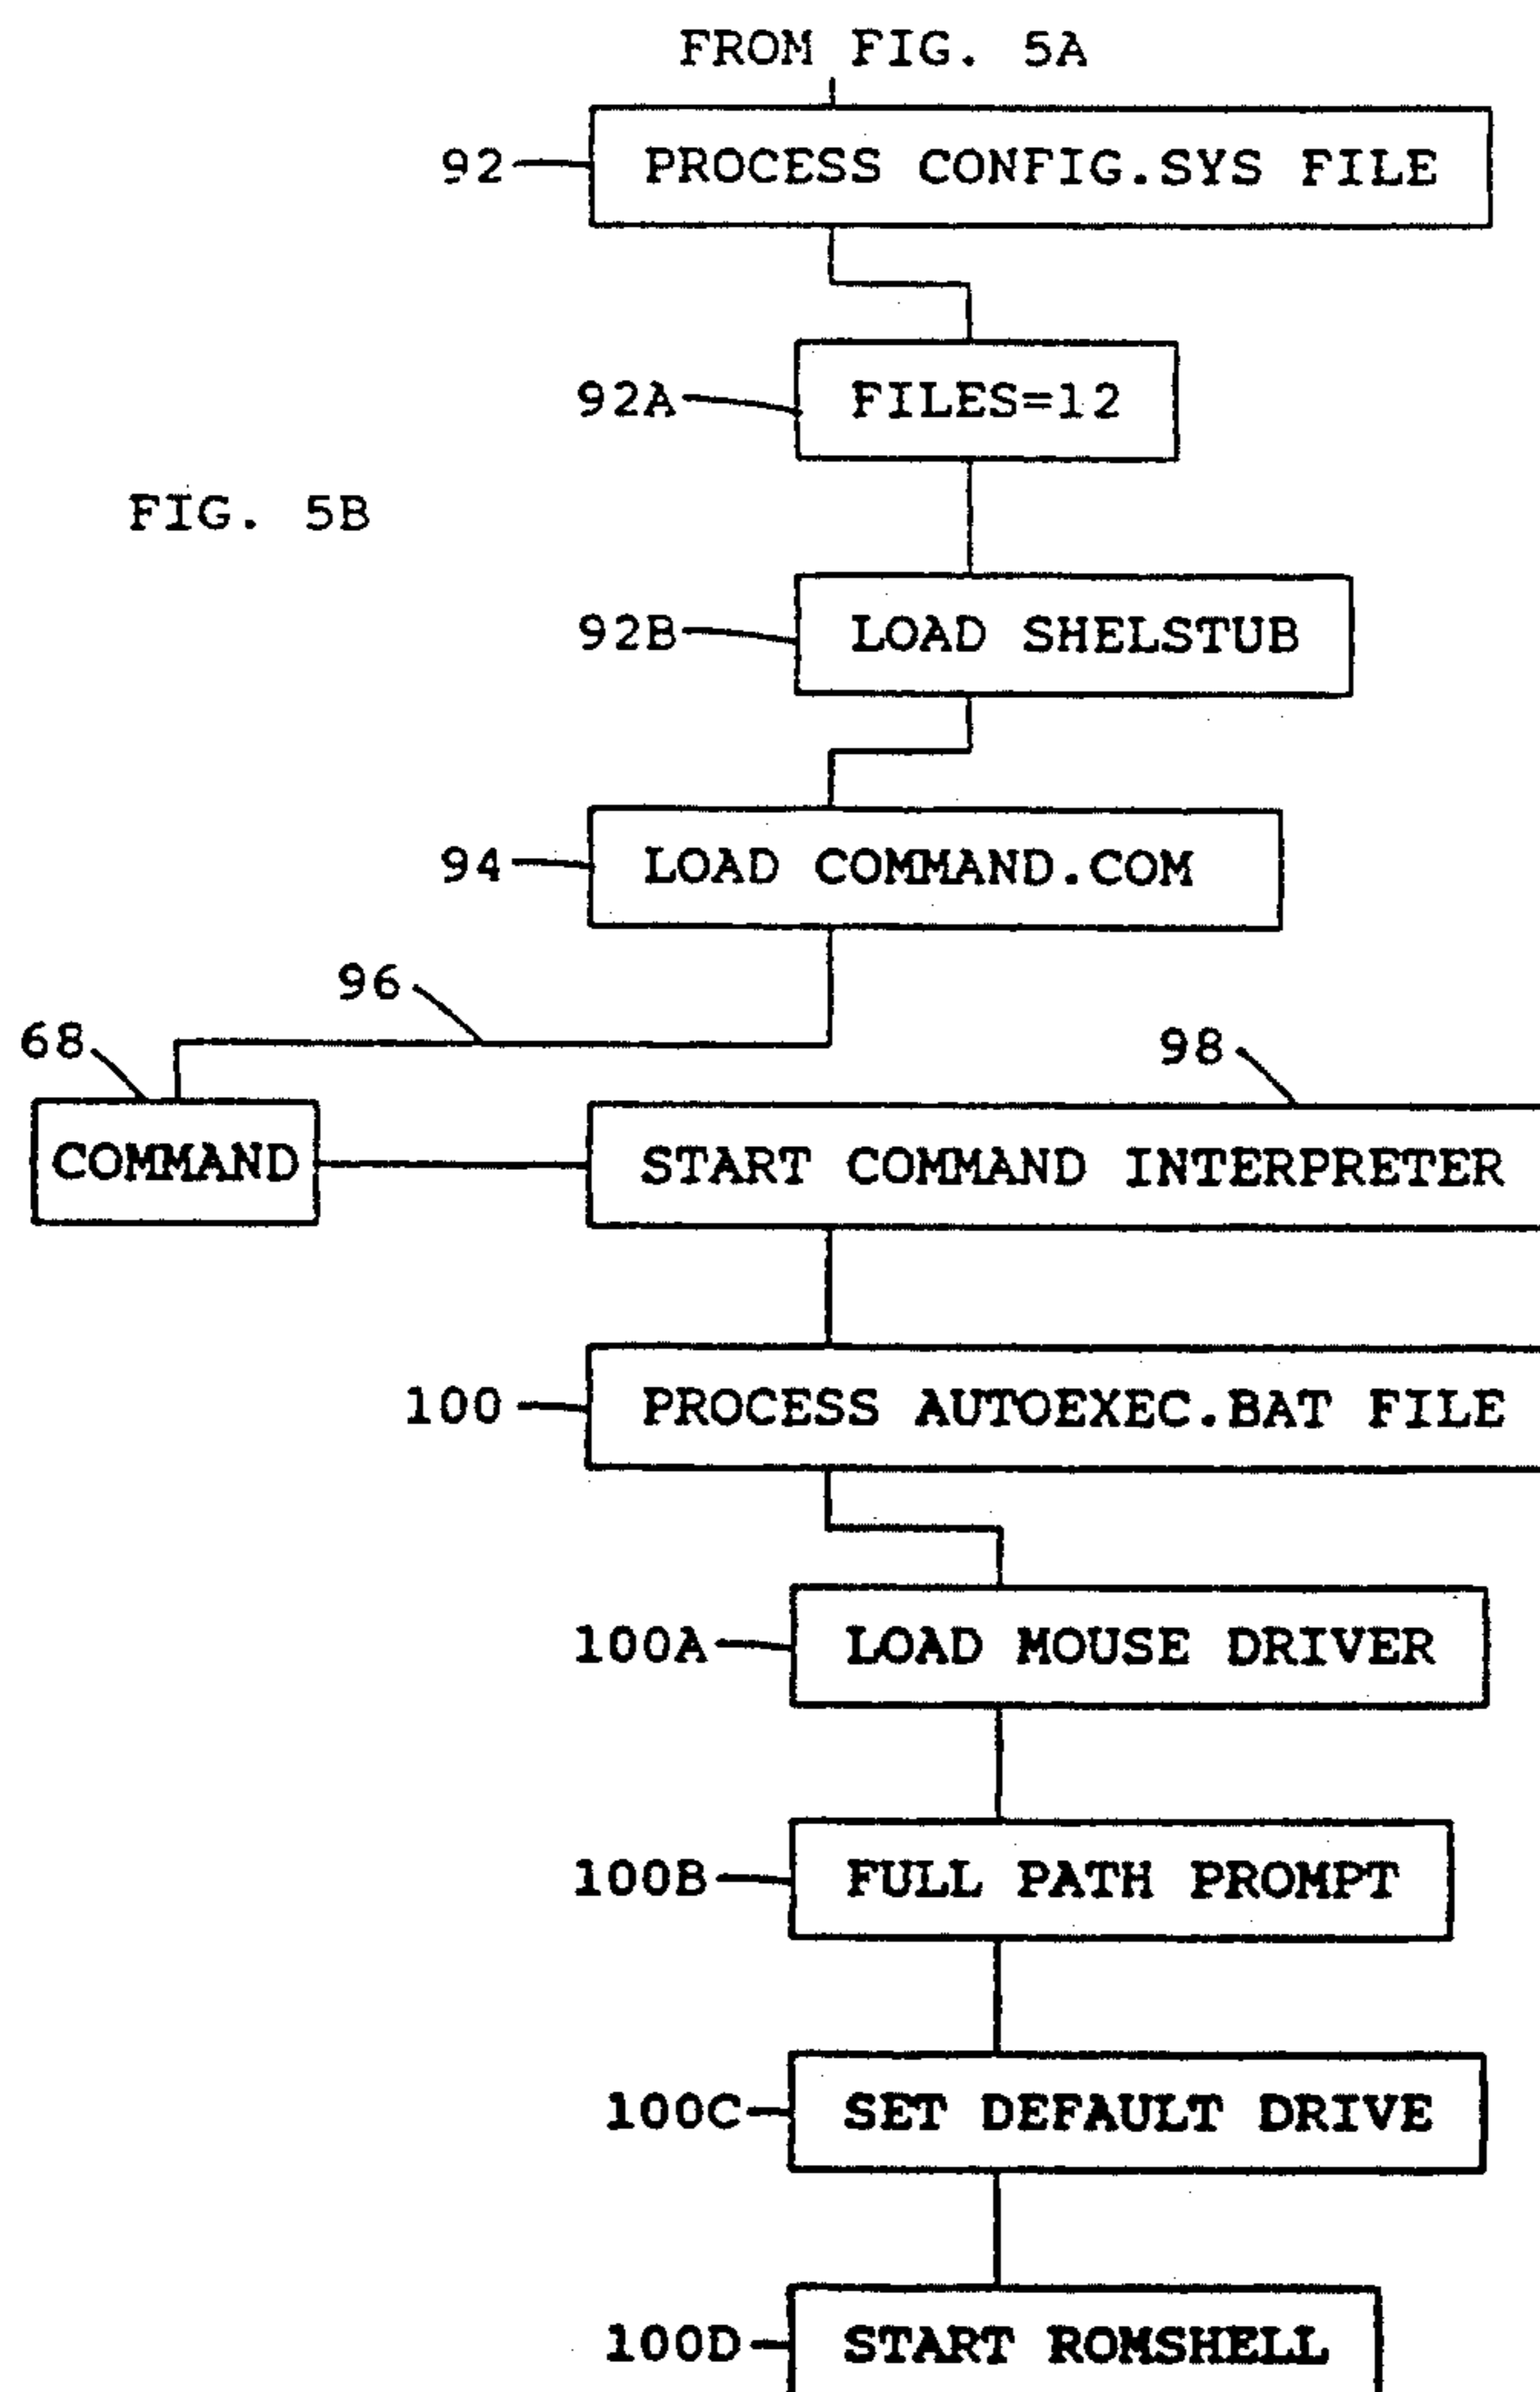 FROM FIG. 5A
92 PROCESS CONFIG.SYS FILE
92A FILES=12
FIG. 5B
92B LOAD SHELSTUB
94 LOAD COMMAND.COM
96
68
98
COMMAND START COMMAND INTERPRETER
100 PROCESS AUTOEXEC.BAT FILE
100A LOAD MOUSE DRIVER
100B FULL PATH PROMPT
100C SET DEFAULT DRIVE
100D START ROMSHELL